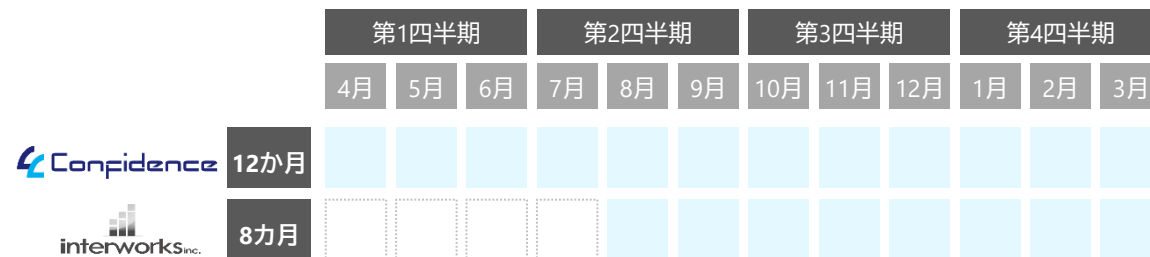 第1四半期 第2四半期 第3四半期 第4四半期
4月 5月 6月 7月 8月 9月 10月 11月 12月 1月 2月 3月
Confidence 12か月
interworks inc. 8カ月